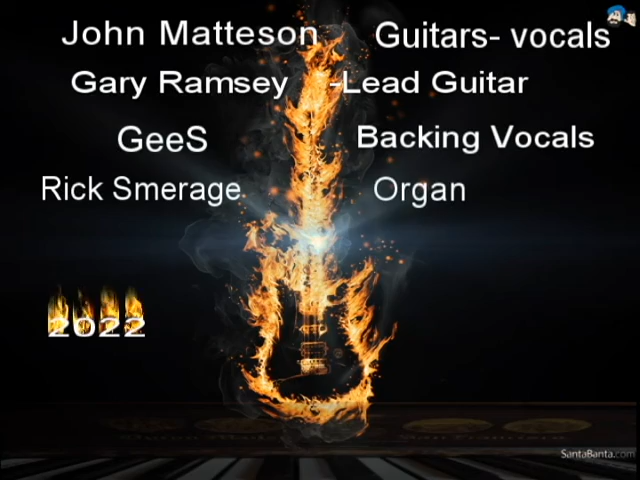 John Matteson Guitars- vocals
Gary Ramsey -Lead Guitar
GeeS Backing Vocals
Rick Smerage Organ
2022
SantaBanta.com